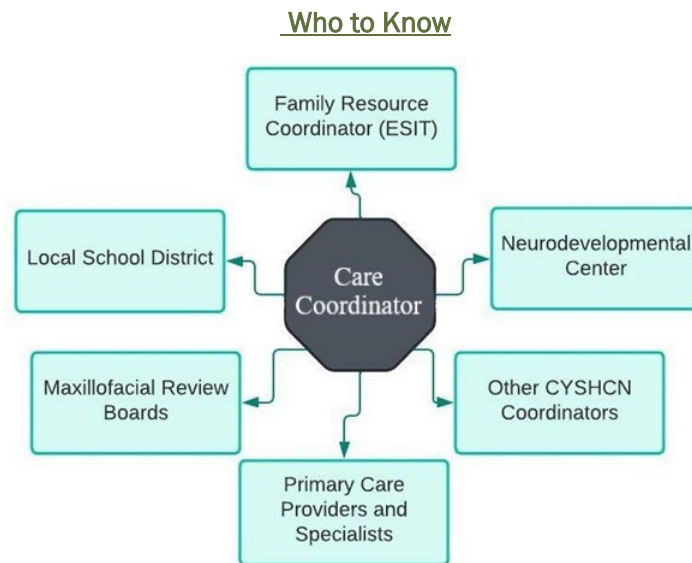 Who to Know
Family Resource
Coordinator (ESIT)
Local School District
Care
Coordinator
Neurodevelopmental
Center
Maxillofacial Review
Boards
Other CYSHCN
Coordinators
Primary Care
Providers and
Specialists